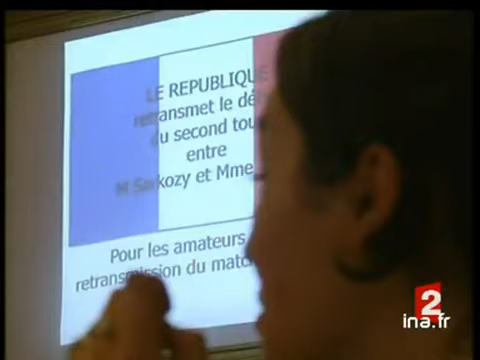 LE REPUBLIQUE
retransmet le dé
du second tou
entre
M Sarkozy et Mme
Pour les amateurs
retransmission du matc
2
ina.fr